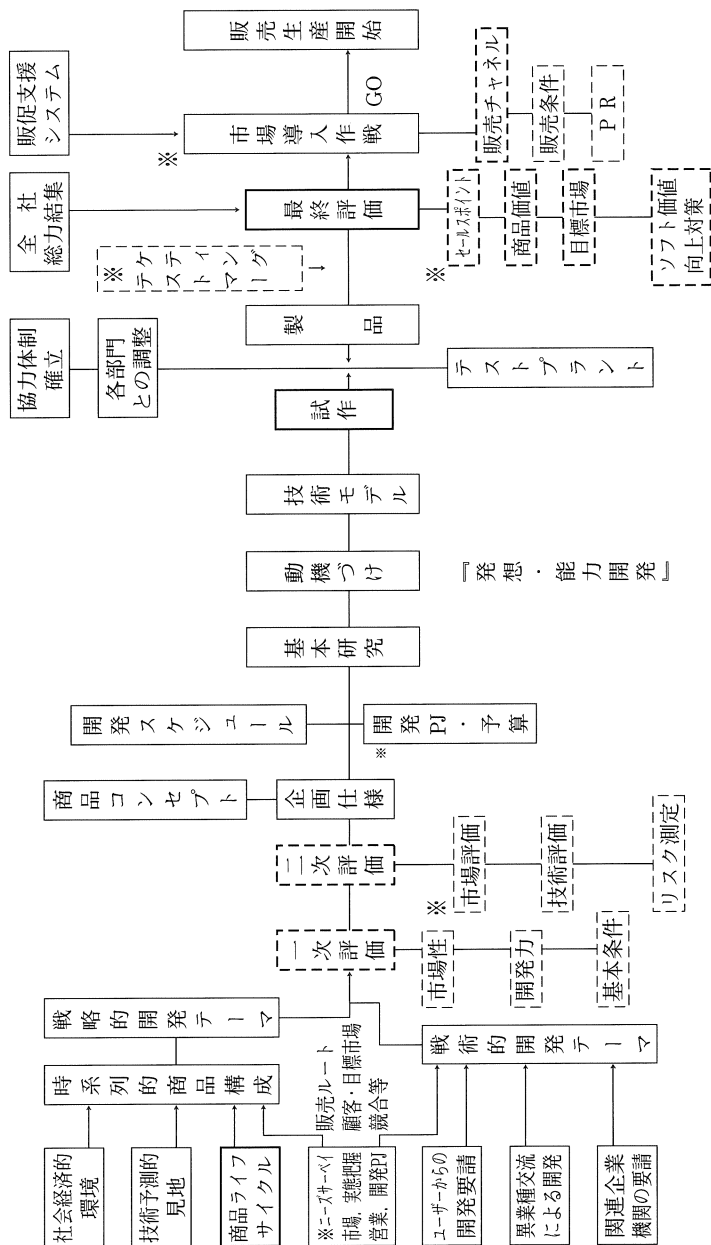 社会経済的
環境
技術予測的
見地
商品ライフ
サイクル
※ニーズサーベイ
市場、実態把握
営業、開発PJ
ユーザーからの
開発要請
異業種交流
による開発
関連企業
機関の要請
時系列的商品構成
販売ルート
顧客・目標市場
競合等
戦略的開発テーマ
戦術的開発テーマ
一次評価
市場性
開発力
基本条件
二次評価
※
市場評価
技術評価
リスク測定
商品コンセプト
企画仕様
開発スケジュール
※
開発PJ・予算
基本研究
動機づけ
『発想・能力開発』
技術モデル
試作
協力体制
確立
各部門
との調整
テストプラント
製品
※
テスティング
ケトマーン
全社
総力結集
最終評価
※
セールスポイント
商品価値
目標市場
ソフト価値
向上対策
販促支援
システム
※
市場導入作戦
販売チャネル
販売条件
PR
GO
販売生産開始